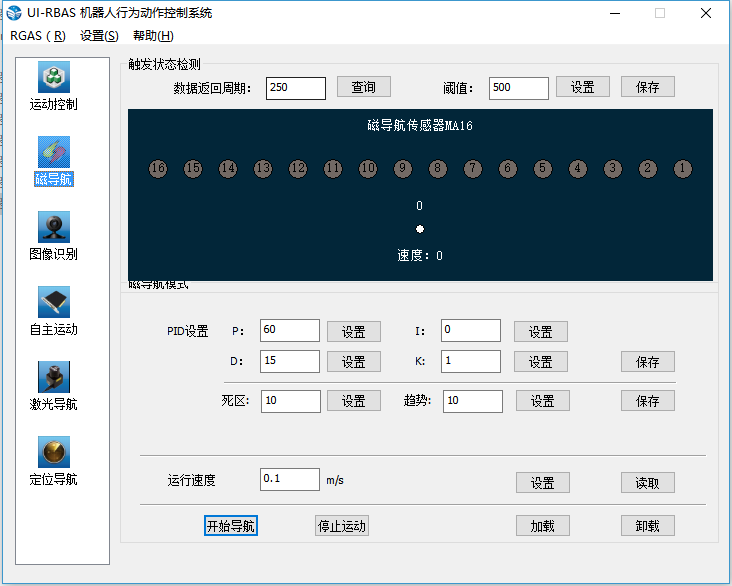 UI-RBAS 机器人行为动作控制系统
RGAS ( R) 设置(S) 帮助(H)
运动控制
磁导航
图像识别
自主运动
激光导航
定位导航
触发状态检测
数据返回周期: 250 查询 阈值: 500 设置 保存
磁导航传感器MA16
16 15 14 13 12 11 10 9 8 7 6 5 4 3 2 1
0
速度: 0
磁导航模式
PID设置 P: 60 设置 I: 0 设置
D: 15 设置 K: 1 设置 保存
死区: 10 设置 趋势: 10 设置 保存
运行速度 0.1 m/s 设置 读取
开始导航 停止运动 加载 卸载